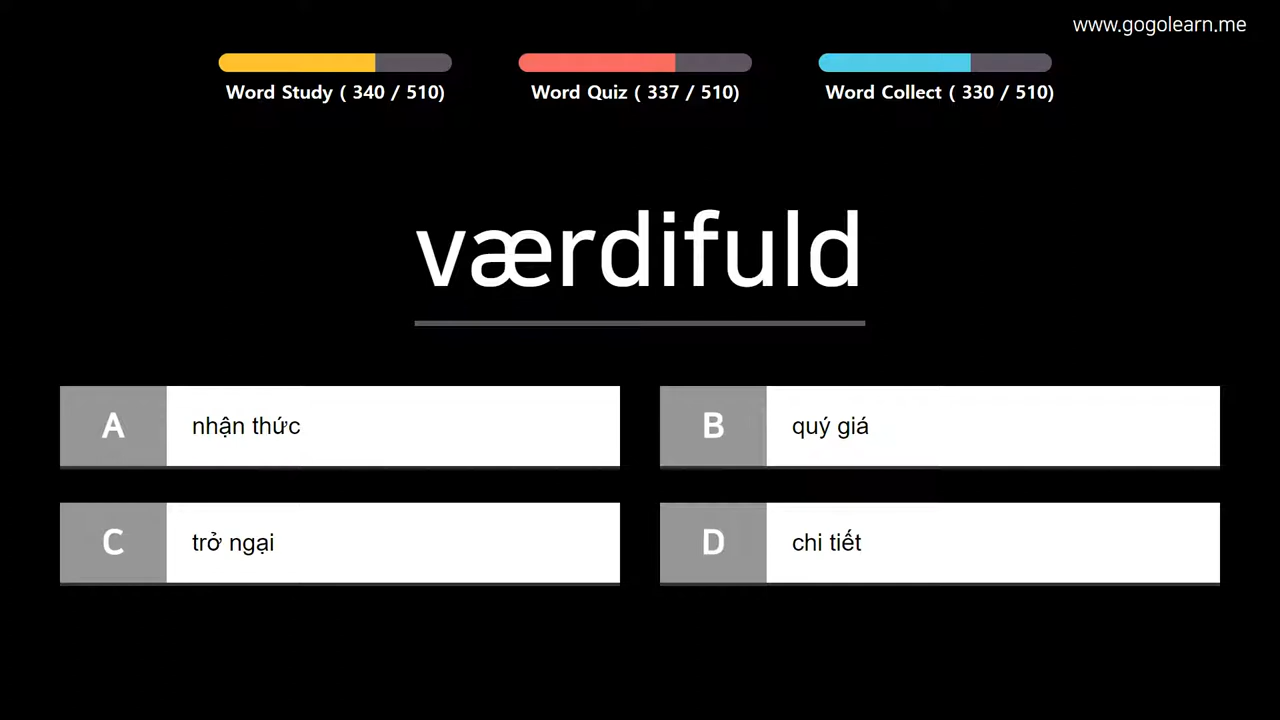 www.gogolearn.me
Word Study ( 340 / 510)
Word Quiz ( 337 / 510)
Word Collect ( 330 / 510)
værdifuld
A nhận thức
B quý giá
C trở ngại
D chi tiết